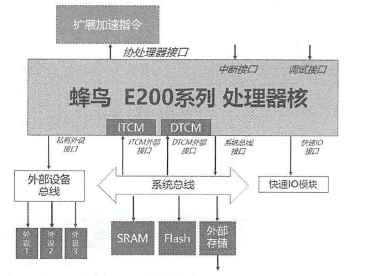 扩展加速指令
协处理器接口
中断接口
调试接口
蜂鸟 E200系列 处理器核
ITCM
DTCM
私有外设
接口
ITCM外部
接口
DTCM外部
接口
系统总线
接口
快速IO
接口
外部设备
总线
系统总线
快速IO模块
外设1
外设2
外设3
SRAM
Flash
外部
存储